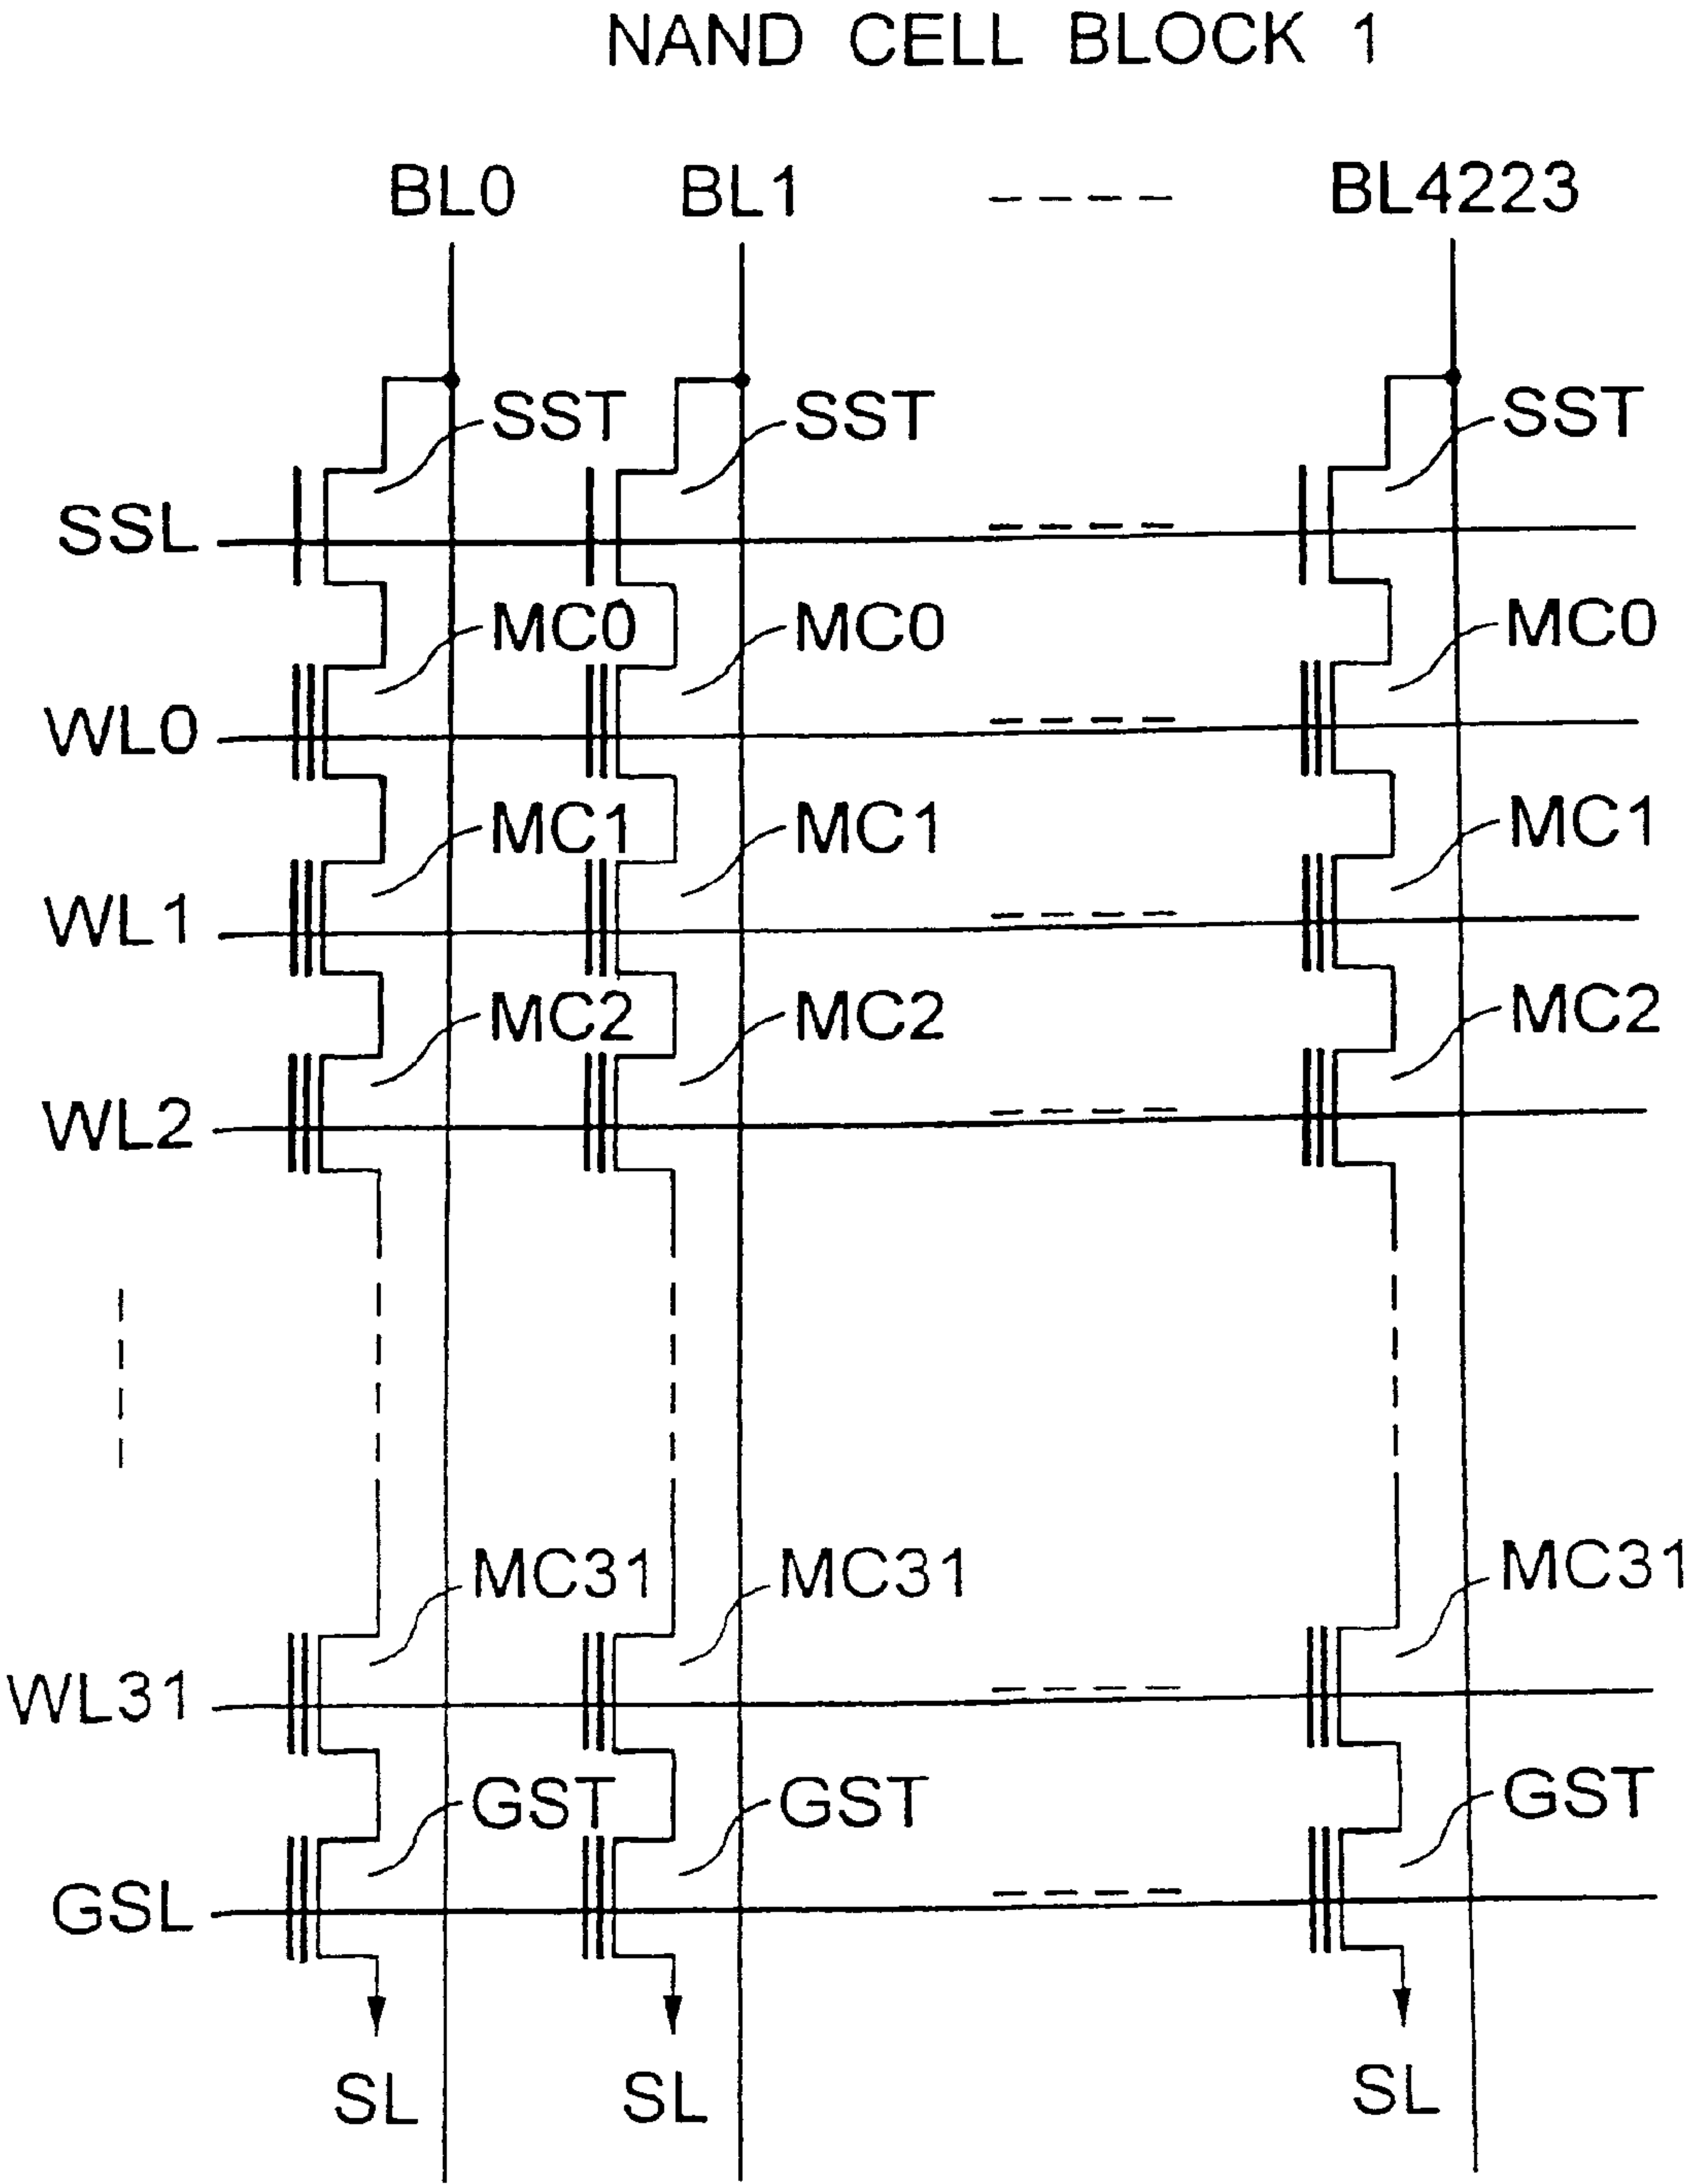 NAND CELL BLOCK 1
BL0 BL1 BL4223
SST SST SST
SSL
MC0 MC0 MC0
WL0
MC1 MC1 MC1
WL1
MC2 MC2 MC2
WL2
MC31 MC31 MC31
WL31
GST GST GST
GSL
SL SL SL